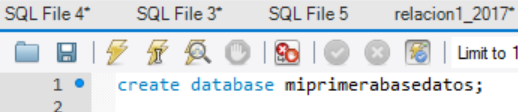 SQL File 4* SQL File 3* SQL File 5 relacion1_2017*
Limit to 1
1 create database miprimerabasedatos;
2